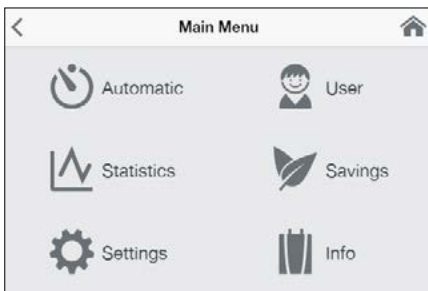 Main Menu
Automatic
User
Statistics
Savings
Settings
Info